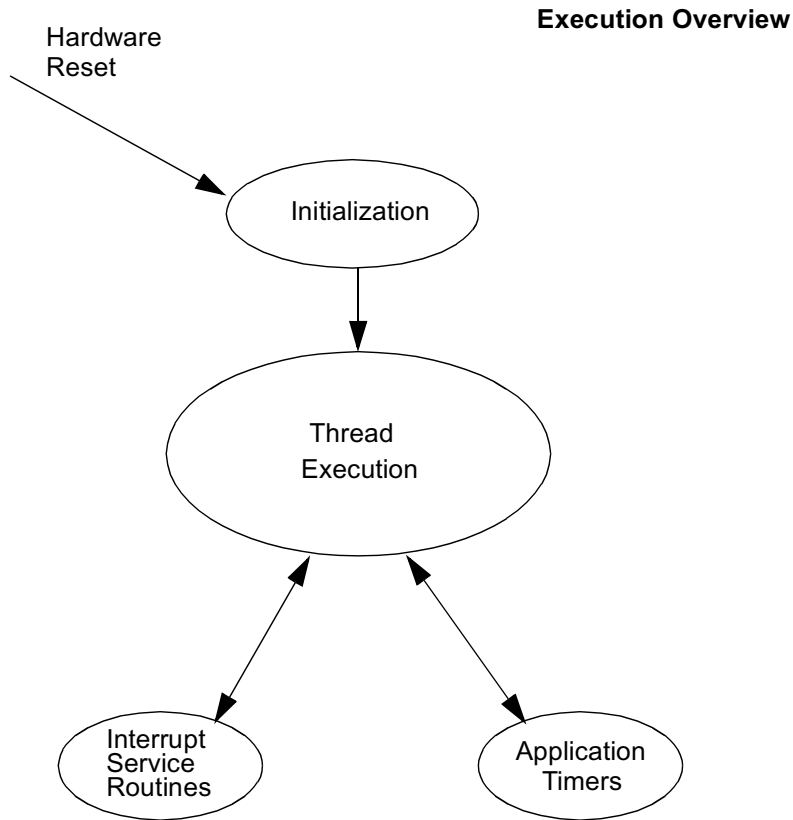 Execution Overview
Hardware
Reset
Initialization
Thread
Execution
Interrupt
Service
Routines
Application
Timers